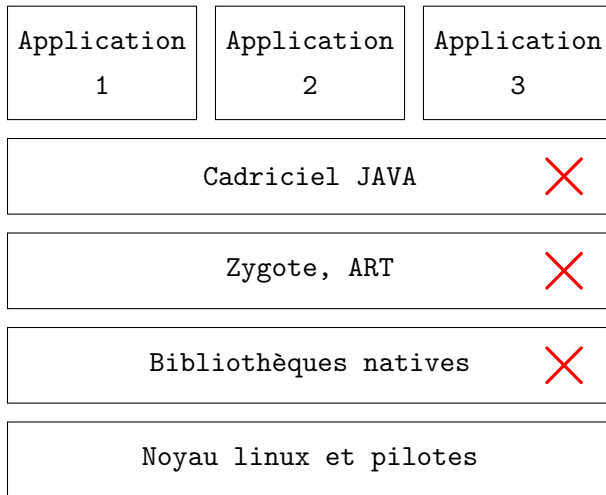 Application
1
Application
2
Application
3
Cadriciel JAVA
Zygote, ART
Bibliothèques natives
Noyau linux et pilotes